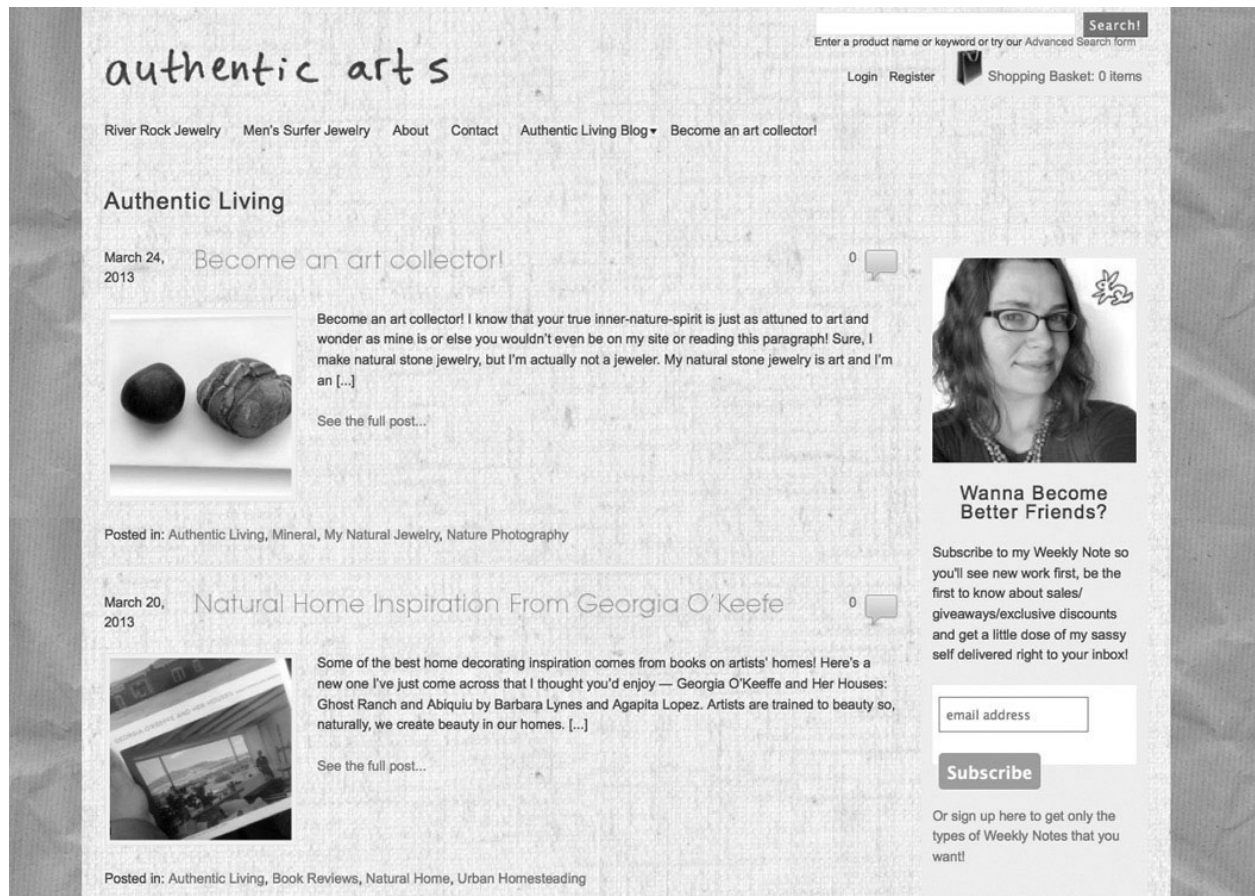 Search!
Enter a product name or keyword or try our Advanced Search form
authentic arts
Login Register Shopping Basket: 0 items
River Rock Jewelry Men's Surfer Jewelry About Contact Authentic Living Blog Become an art collector!
Authentic Living
March 24,
2013
Become an art collector!
0
Become an art collector! I know that your true inner-nature-spirit is just as attuned to art and
wonder as mine is or else you wouldn't even be on my site or reading this paragraph! Sure, I
make natural stone jewelry, but I'm actually not a jeweler. My natural stone jewelry is art and I'm
an [...]
See the full post...
Posted in: Authentic Living, Mineral, My Natural Jewelry, Nature Photography
March 20,
2013
Natural Home Inspiration From Georgia O'Keefe
0
GEORGIA O'KEEFFE AND HER HOUSES
Some of the best home decorating inspiration comes from books on artists' homes! Here's a
new one I've just come across that I thought you'd enjoy — Georgia O'Keeffe and Her Houses:
Ghost Ranch and Abiquiu by Barbara Lynes and Agapita Lopez. Artists are trained to beauty so,
naturally, we create beauty in our homes. [...]
See the full post...
Posted in: Authentic Living, Book Reviews, Natural Home, Urban Homesteading
Wanna Become
Better Friends?
Subscribe to my Weekly Note so
you'll see new work first, be the
first to know about sales/
giveaways/exclusive discounts
and get a little dose of my sassy
self delivered right to your inbox!
email address
Subscribe
Or sign up here to get only the
types of Weekly Notes that you
want!